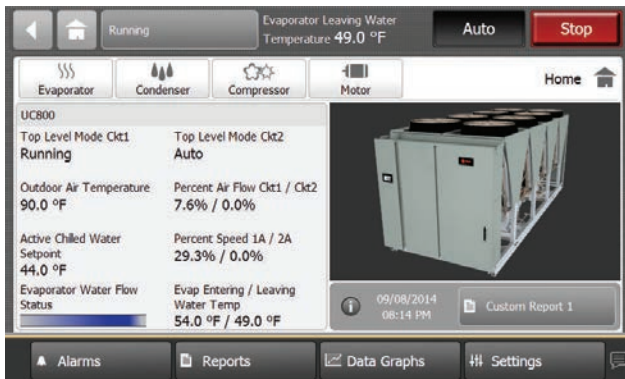 Running
Evaporator Leaving Water
Temperature 49.0 °F
Auto
Stop
Evaporator
Condenser
Compressor
Motor
Home
UC800
Top Level Mode Ckt1
Running
Top Level Mode Ckt2
Auto
Outdoor Air Temperature
90.0 ºF
Percent Air Flow Ckt1 / Ckt2
7.6% / 0.0%
Active Chilled Water
Setpoint
44.0 ºF
Percent Speed 1A / 2A
29.3% / 0.0%
Evaporator Water Flow
Status
Evap Entering / Leaving
Water Temp
54.0 ºF / 49.0 ºF
09/08/2014
08:14 PM
Custom Report 1
Alarms
Reports
Data Graphs
Settings